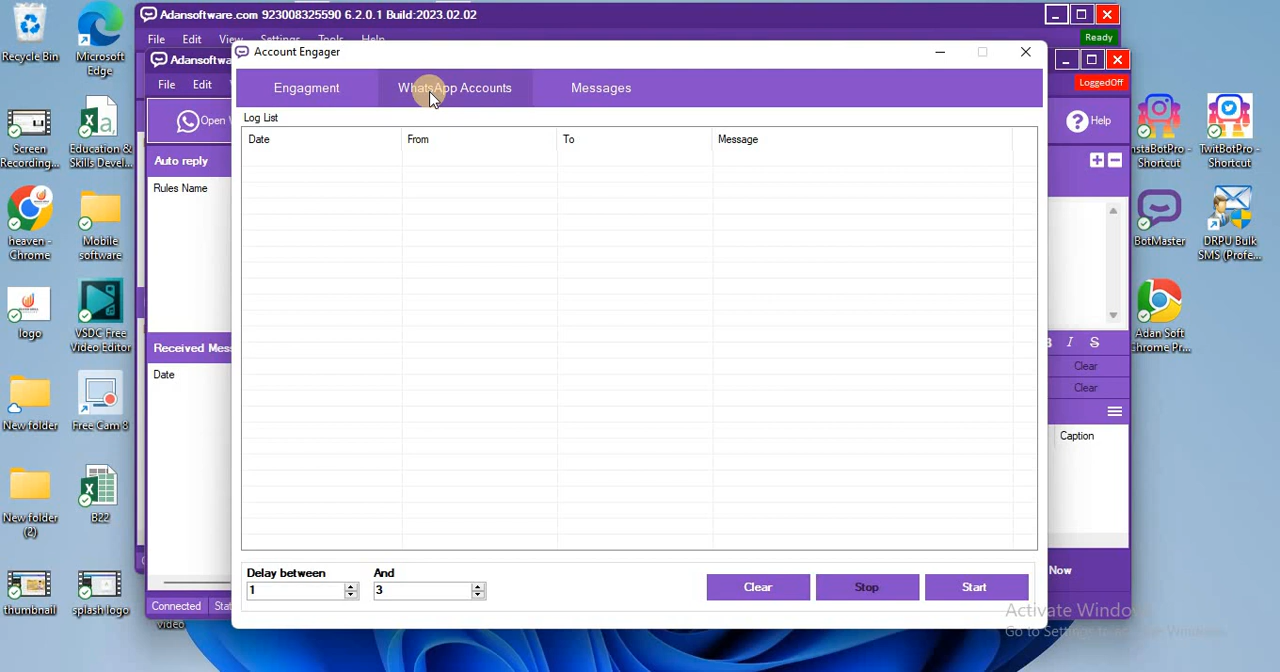 Adansoftware.com 923008325590 6.2.0.1 Build:2023.02.02
File Edit View Settings Tools Help
Ready
Adansoftwa
File Edit
LoggedOff
Open
Help
Auto reply
Rules Name
Received Mess
Date
Connected Stat
B I S
Clear
Clear
Caption
Now
Account Engager
Engagment WhatsApp Accounts Messages
Log List
Date From To Message
Delay between And
1 3
Clear Stop Start
Activate Windo
Go to Settings to activate Windows.
Recycle Bin
Microsoft
Edge
Screen
Recording...
Education &
Skills Devel...
heaven -
Chrome
Mobile
software
logo
VSDC Free
Video Editor
New folder
Free Cam 8
New folder
(2)
B22
thumbnail
splash logo
video
nstaBotPro -
Shortcut
TwitBotPro -
Shortcut
BotMaster
DRPU Bulk
SMS (Profe...
Adan Soft
Chrome Pr...